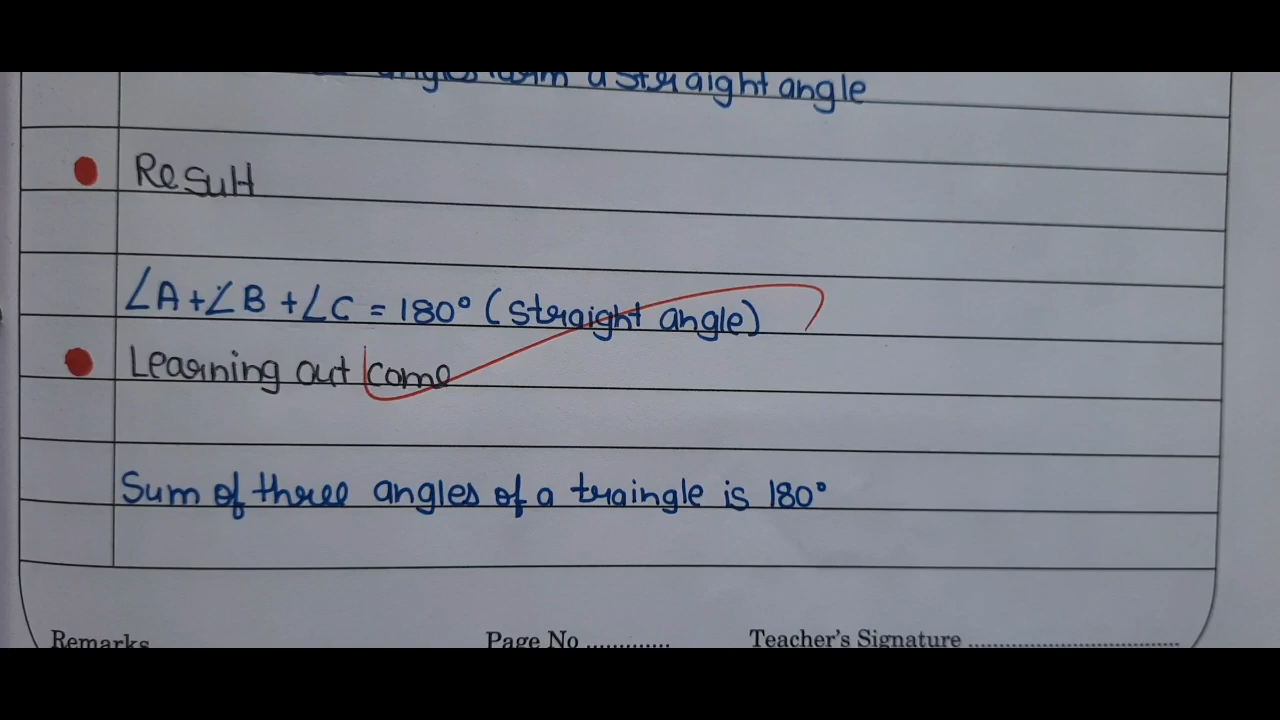 angles form a straight angle
Result
∠A+∠B+∠C = 180° (straight angle)
Learning out come
Sum of three angles of a traingle is 180°
Remarks Page No ............. Teacher's Signature ........................................